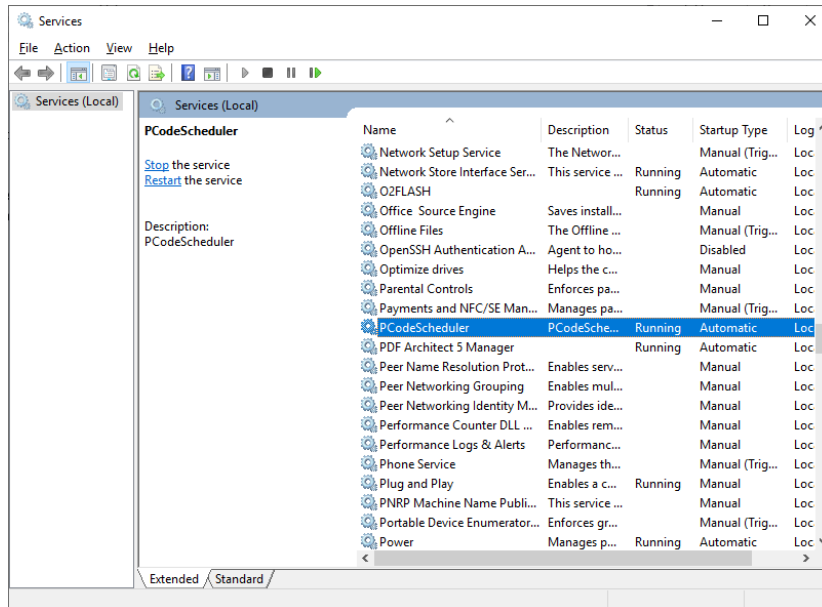 Services
File Action View Help
Services (Local)
Services (Local)
PCodeScheduler
Stop the service
Restart the service
Description:
PCodeScheduler
Name Description Status Startup Type Log
Network Setup Service The Networ... Manual (Trig... Loc
Network Store Interface Ser... This service ... Running Automatic Loc
O2FLASH Running Automatic Loc
Office Source Engine Saves install... Manual Loc
Offline Files The Offline ... Manual (Trig... Loc
OpenSSH Authentication A... Agent to ho... Disabled Loc
Optimize drives Helps the c... Manual Loc
Parental Controls Enforces pa... Manual Loc
Payments and NFC/SE Man... Manages pa... Manual (Trig... Loc
PCodeScheduler PCodeSche... Running Automatic Loc
PDF Architect 5 Manager Running Automatic Loc
Peer Name Resolution Prot... Enables serv... Manual Loc
Peer Networking Grouping Enables mul... Manual Loc
Peer Networking Identity M... Provides ide... Manual Loc
Performance Counter DLL ... Enables rem... Manual Loc
Performance Logs & Alerts Performanc... Manual Loc
Phone Service Manages th... Manual (Trig... Loc
Plug and Play Enables a c... Running Manual Loc
PNRP Machine Name Publi... This service ... Manual Loc
Portable Device Enumerator... Enforces gr... Manual (Trig... Loc
Power Manages p... Running Automatic Loc
Extended Standard